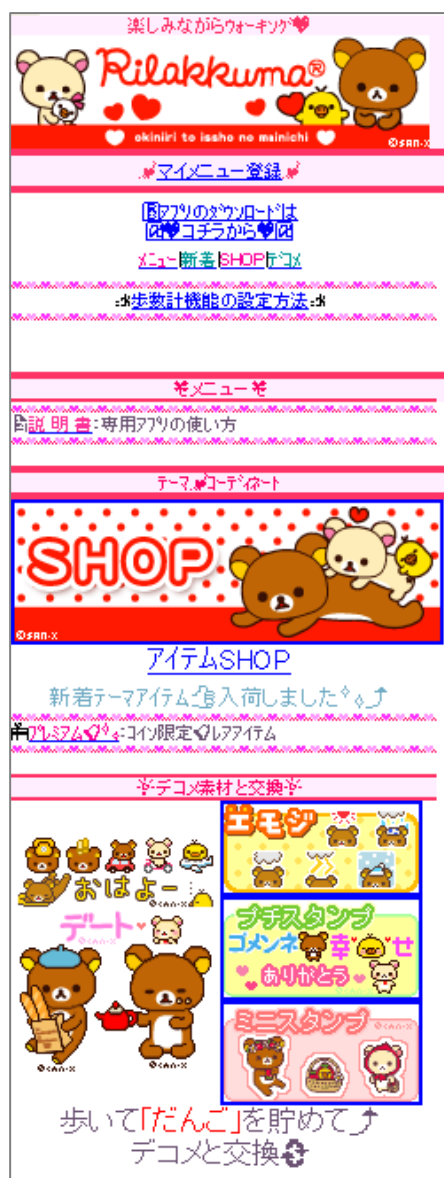 楽しみながらウォーキング
Rilakkuma®
okiniiri to issho no mainichi
©san-x
マイメニュー登録
アプリのダウンロードは
コチラから
メニュー|新着|SHOP|デコメ
歩数計機能の設定方法
メニュー
説明書:専用アプリの使い方
テーマコーディネート
SHOP
©san-x
アイテムSHOP
新着テーマアイテム入荷しました
プレミアム:コイン限定レアアイテム
デコメ素材と交換
おはよー
©san-x
デート
©san-x
©san-x
©san-x
エモジ
プチスタンプ
ゴメンネ 幸 せ
ありがとう
ミニスタンプ
©san-x
歩いて「だんご」を貯めて
デコメと交換